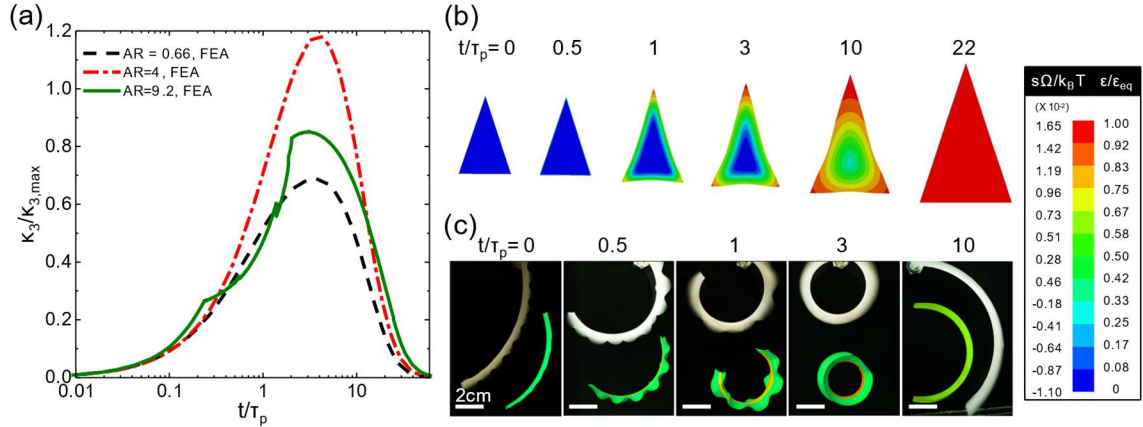 (a)
1.2
1.0
0.8
0.6
0.4
0.2
0.0
κ₃/κ₃,max
AR = 0.66, FEA
AR=4 , FEA
AR=9.2, FEA
0.01 0.1 1 10
t/τp
(b)
t/τp= 0 0.5 1 3 10 22
(c)
t/τp= 0 0.5 1 3 10
2cm
sΩ/kBT ε/εeq
(X 10⁻²)
1.65 1.00
1.42 0.92
1.19 0.83
0.96 0.75
0.73 0.67
0.51 0.58
0.28 0.50
0.05 0.42
-0.18 0.33
-0.41 0.25
-0.64 0.17
-0.87 0.08
-1.10 0